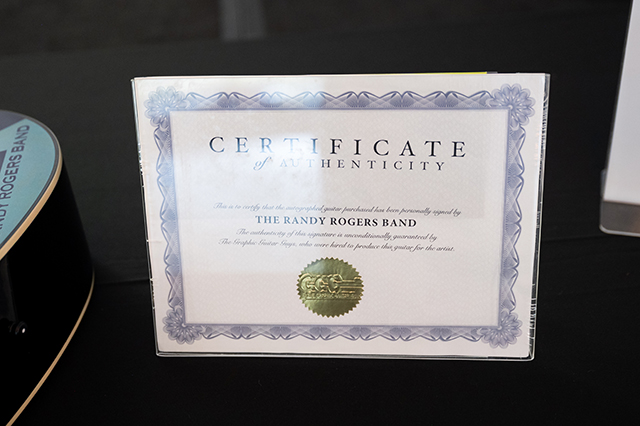 CERTIFICATE
of AUTHENTICITY
This is to certify that the autographed guitar purchased has been personally signed by
THE RANDY ROGERS BAND
The authenticity of this signature is unconditionally guaranteed by
The Graphic Guitar Guys, who were hired to produce this guitar for the artist.
GGG
NDY ROGERS BAND